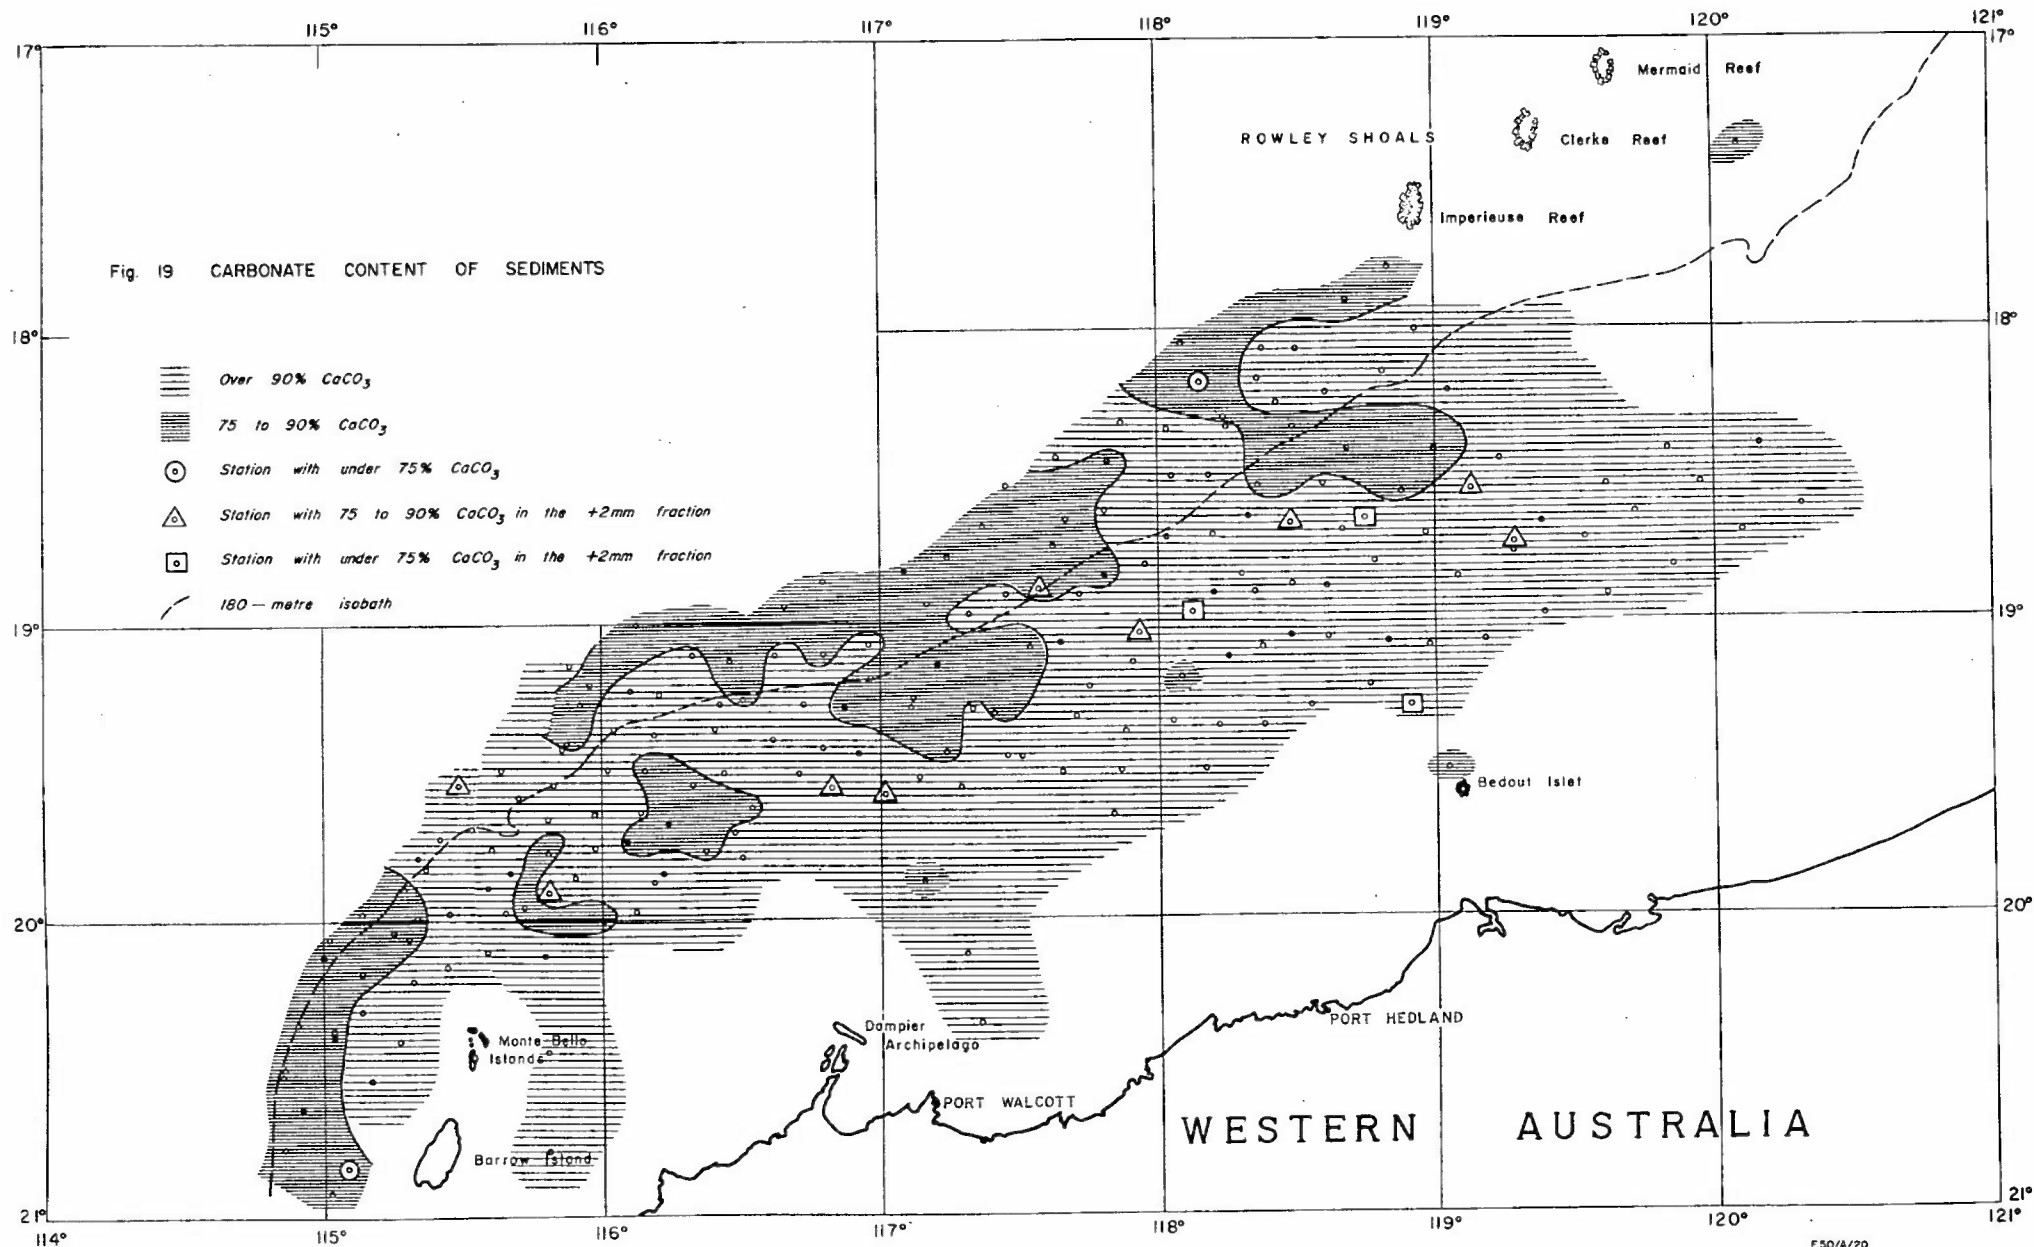 115° 116° 117° 118° 119° 120° 121°
17° 17°
Mermaid Reef
ROWLEY SHOALS
Clerke Reef
Imperieuse Reef
Fig. 19 CARBONATE CONTENT OF SEDIMENTS
18° 18°
Over 90% CaCO3
75 to 90% CaCO3
Station with under 75% CaCO3
Station with 75 to 90% CaCO3 in the +2mm fraction
Station with under 75% CaCO3 in the +2mm fraction
180 — metre isobath
19° 19°
Bedout Islet
20° 20°
Monte Bello
Islands
Dampier
Archipelago
PORT HEDLAND
PORT WALCOTT
WESTERN AUSTRALIA
Barrow Island
21° 21°
114° 115° 116° 117° 118° 119° 120° 121°
F50/A/20